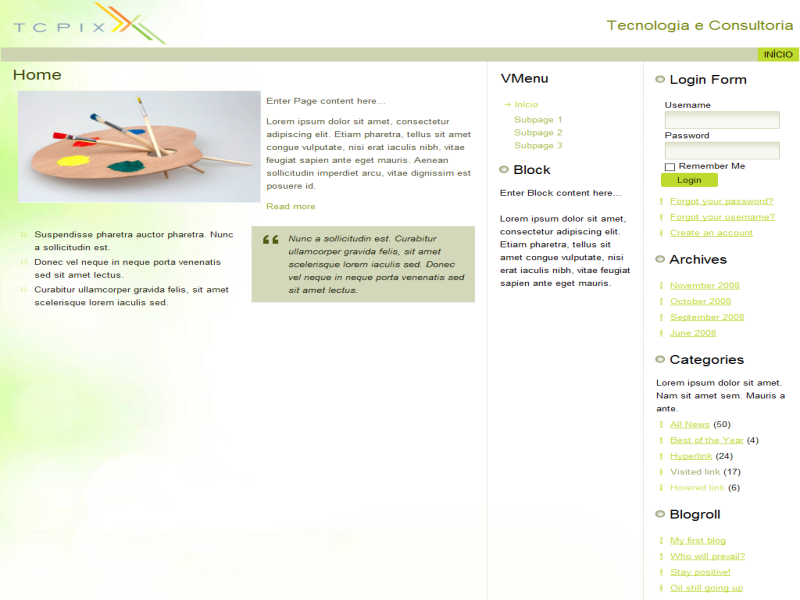 TCPIX
Tecnologia e Consultoria
INÍCIO
Home
Enter Page content here...
Lorem ipsum dolor sit amet, consectetur
adipiscing elit. Etiam pharetra, tellus sit amet
congue vulputate, nisi erat iaculis nibh, vitae
feugiat sapien ante eget mauris. Aenean
sollicitudin imperdiet arcu, vitae dignissim est
posuere id.
Read more
Suspendisse pharetra auctor pharetra. Nunc
a sollicitudin est.
Donec vel neque in neque porta venenatis
sed sit amet lectus.
Curabitur ullamcorper gravida felis, sit amet
scelerisque lorem iaculis sed.
Nunc a sollicitudin est. Curabitur
ullamcorper gravida felis, sit amet
scelerisque lorem iaculis sed. Donec
vel neque in neque porta venenatis sed
sit amet lectus.
VMenu
Início
Subpage 1
Subpage 2
Subpage 3
Block
Enter Block content here...
Lorem ipsum dolor sit amet,
consectetur adipiscing elit.
Etiam pharetra, tellus sit
amet congue vulputate, nisi
erat iaculis nibh, vitae feugiat
sapien ante eget mauris.
Login Form
Username
Password
Remember Me
Login
Forgot your password?
Forgot your username?
Create an account
Archives
November 2008
October 2008
September 2008
June 2008
Categories
Lorem ipsum dolor sit amet.
Nam sit amet sem. Mauris a
ante.
All News (50)
Best of the Year (4)
Hyperlink (24)
Visited link (17)
Hovered link (6)
Blogroll
My first blog
Who will prevail?
Stay positive!
Oil still going up